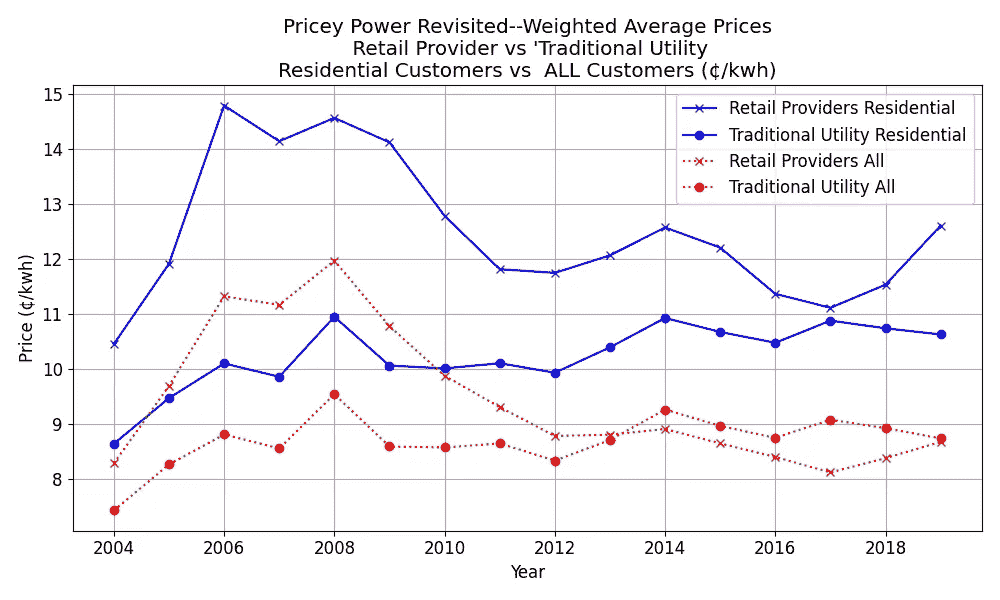 Pricey Power Revisited--Weighted Average Prices
Retail Provider vs 'Traditional Utility
Residential Customers vs  ALL Customers (¢/kwh)
Retail Providers Residential
Traditional Utility Residential
Retail Providers All
Traditional Utility All
Price (¢/kwh)
15
14
13
12
11
10
9
8
2004
2006
2008
2010
2012
2014
2016
2018
Year